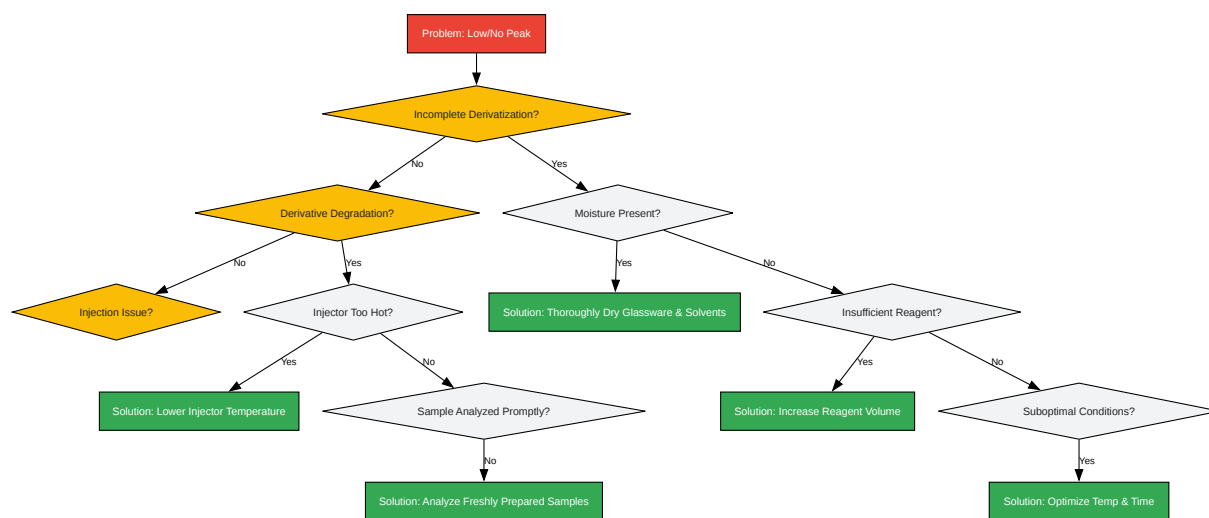 Problem: Low/No Peak
Incomplete Derivatization?
No
Yes
Derivative Degradation?
Moisture Present?
No
Yes
Yes
No
Injection Issue?
Injector Too Hot?
Solution: Thoroughly Dry Glassware & Solvents
Insufficient Reagent?
Yes
No
Yes
No
Solution: Lower Injector Temperature
Sample Analyzed Promptly?
Solution: Increase Reagent Volume
Suboptimal Conditions?
No
Yes
Solution: Analyze Freshly Prepared Samples
Solution: Optimize Temp & Time